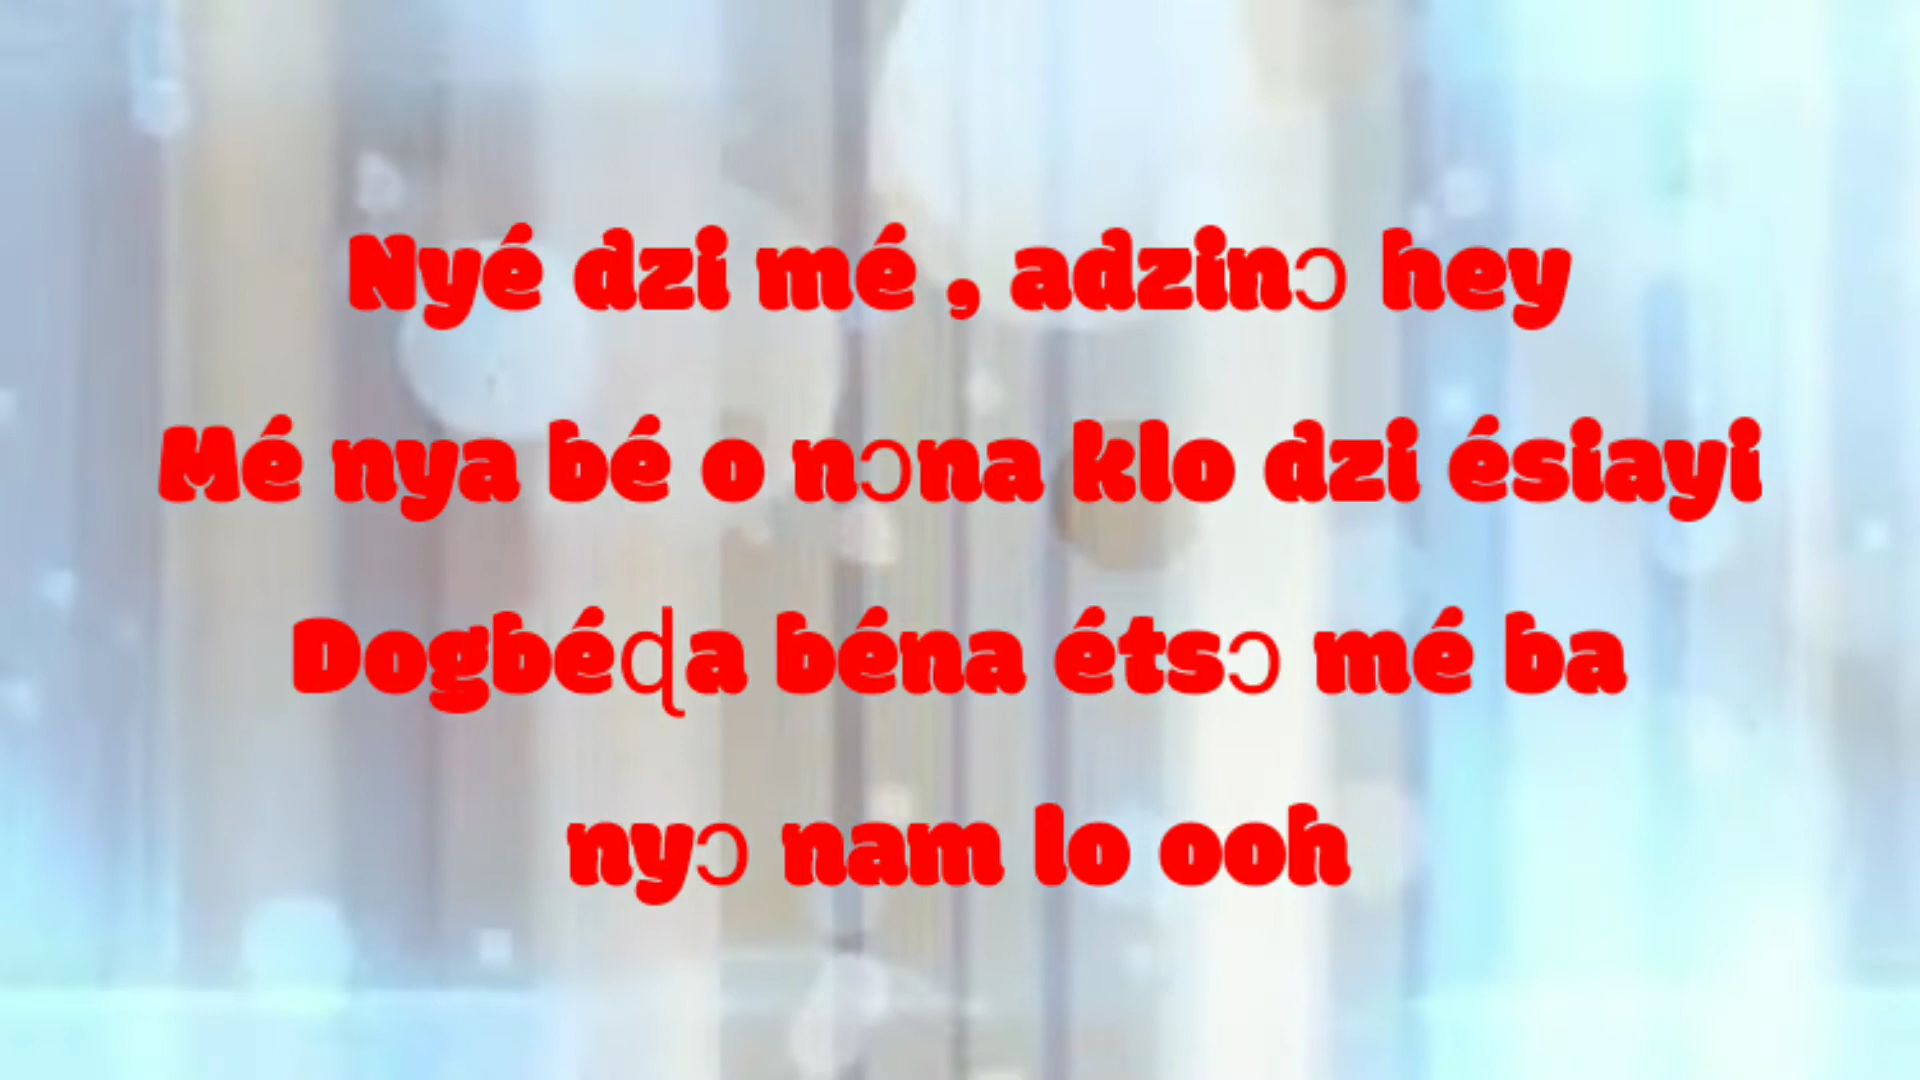 Nyé dzi mé , adzinɔ hey
Mé nya bé o nɔna klo dzi ésiayi
Dogbéɖa béna étsɔ mé ba
nyɔ nam lo ooh